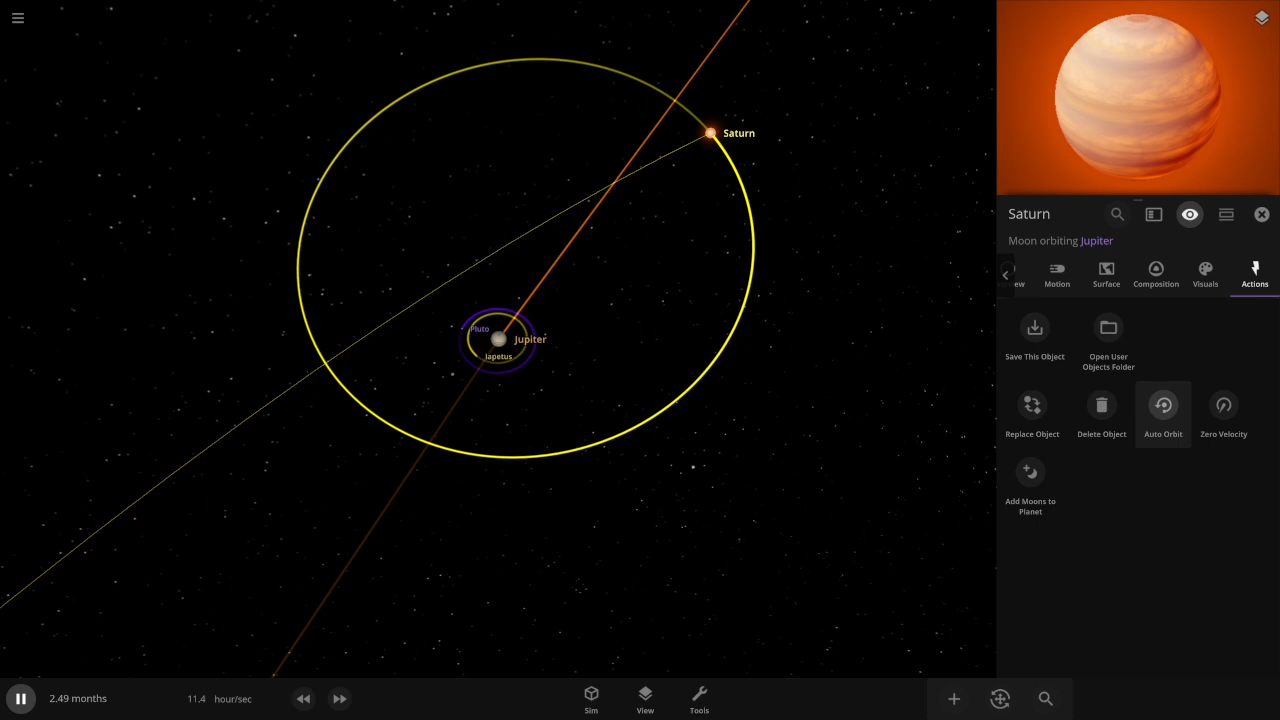 Saturn
Pluto
Jupiter
Iapetus
Saturn
Moon orbiting Jupiter
ew
Motion
Surface
Composition
Visuals
Actions
Save This Object
Open User
Objects Folder
Replace Object
Delete Object
Auto Orbit
Zero Velocity
Add Moons to
Planet
2.49 months
11.4 hour/sec
Sim
View
Tools